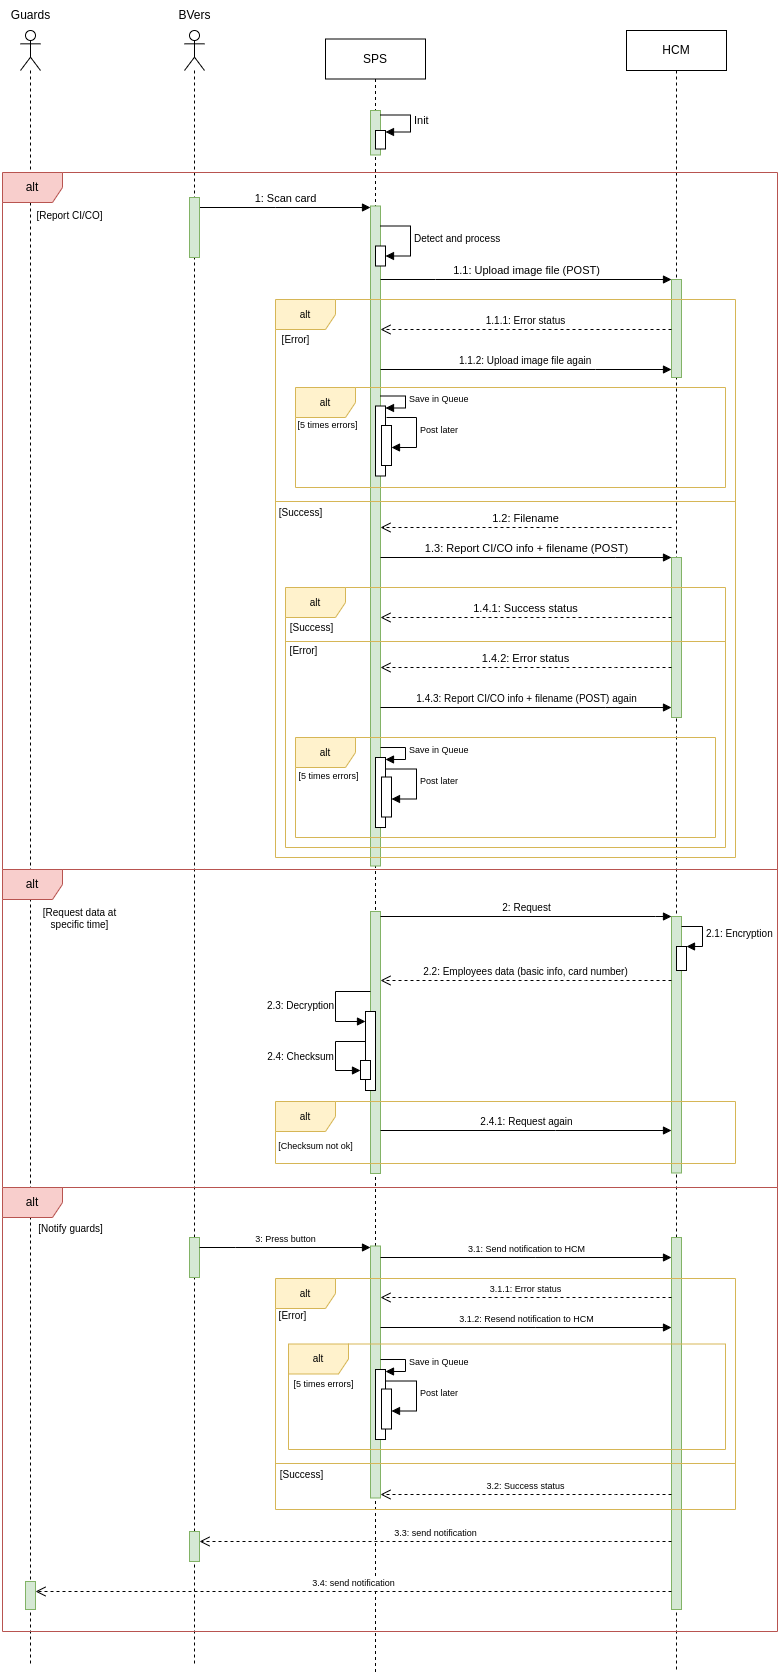 Guards
BVers
SPS
HCM
Init
alt
[Report CI/CO]
1: Scan card
Detect and process
1.1: Upload image file (POST)
alt
[Error]
1.1.1: Error status
1.1.2: Upload image file again
alt
[5 times errors]
Save in Queue
Post later
[Success]
1.2: Filename
1.3: Report CI/CO info + filename (POST)
alt
[Success]
1.4.1: Success status
[Error]
1.4.2: Error status
1.4.3: Report CI/CO info + filename (POST) again
alt
[5 times errors]
Save in Queue
Post later
alt
[Request data at
specific time]
2: Request
2.1: Encryption
2.2: Employees data (basic info, card number)
2.3: Decryption
2.4: Checksum
alt
[Checksum not ok]
2.4.1: Request again
alt
[Notify guards]
3: Press button
3.1: Send notification to HCM
alt
[Error]
3.1.1: Error status
3.1.2: Resend notification to HCM
alt
[5 times errors]
Save in Queue
Post later
[Success]
3.2: Success status
3.3: send notification
3.4: send notification